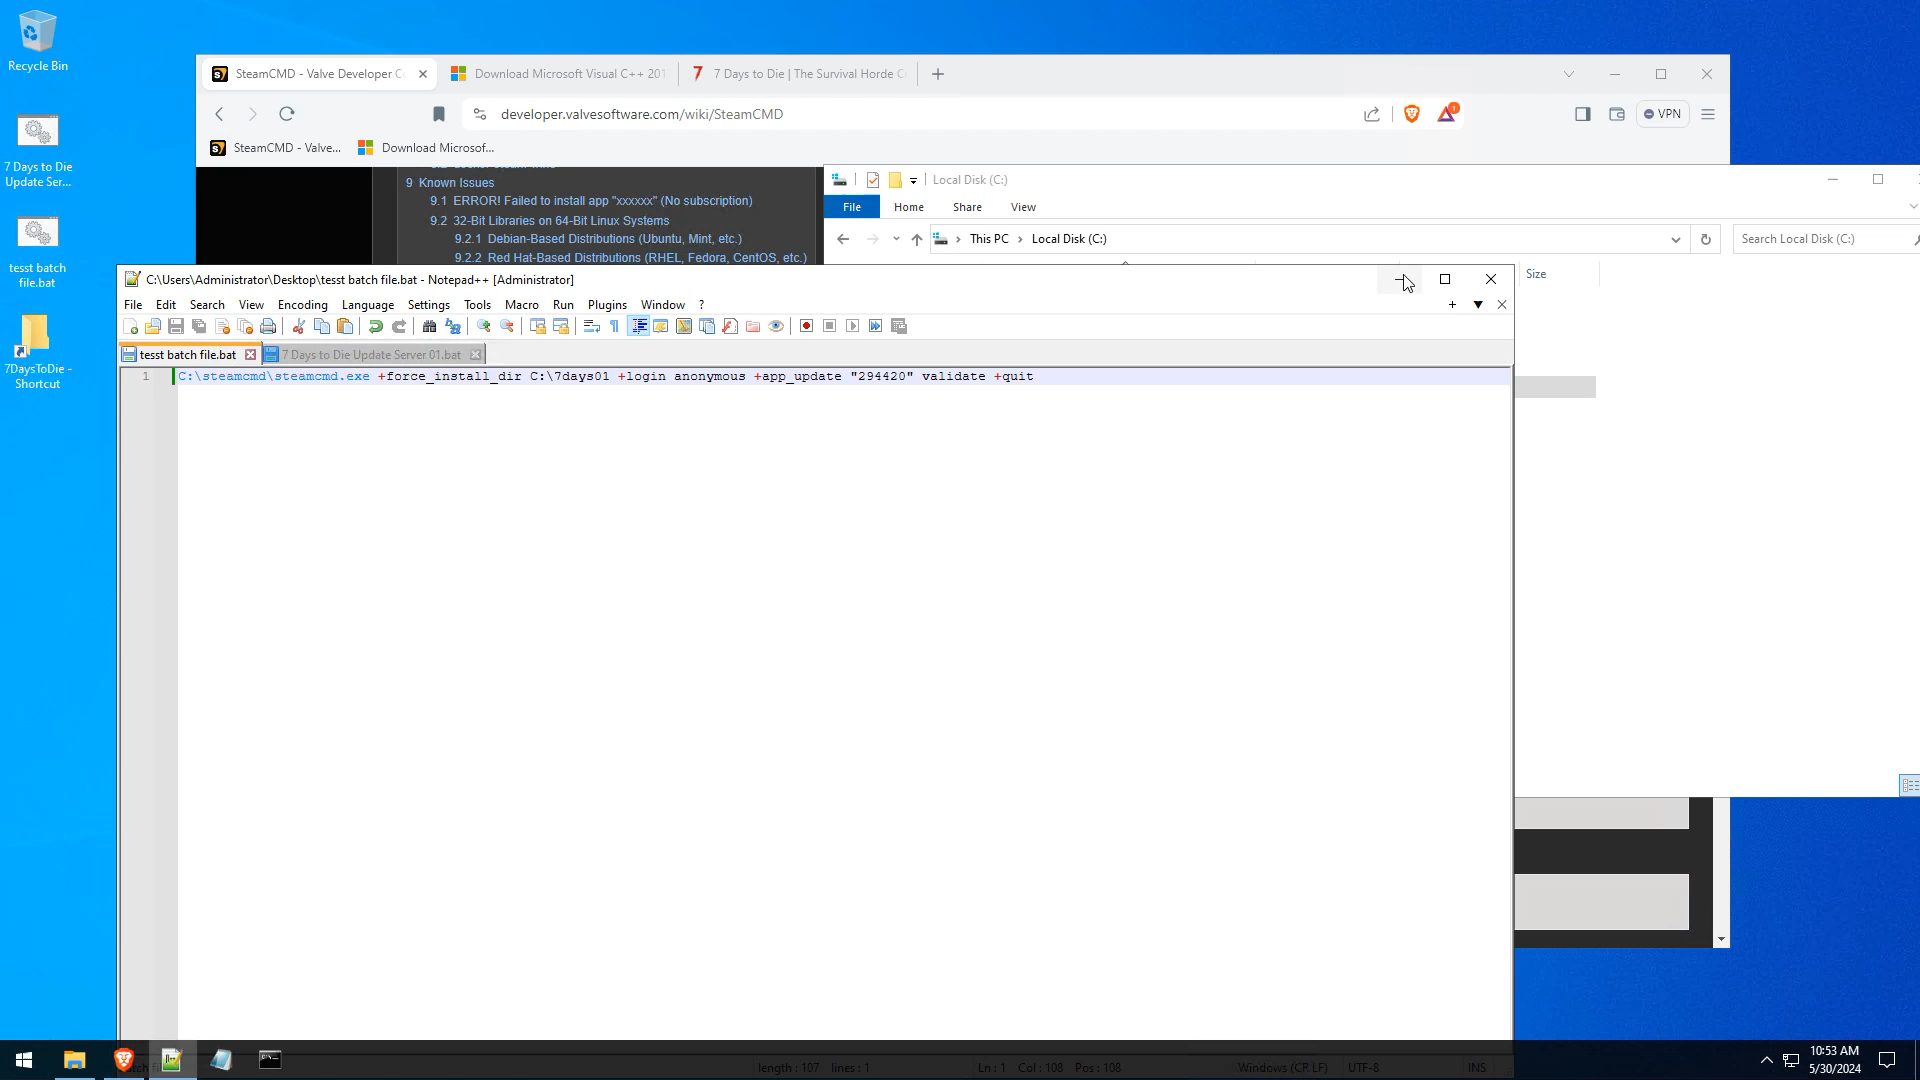 Recycle Bin
7 Days to Die
Update Ser...
tesst batch
file.bat
7DaysToDie -
Shortcut
SteamCMD - Valve Developer Co
Download Microsoft Visual C++ 201
7 Days to Die | The Survival Horde C
developer.valvesoftware.com/wiki/SteamCMD
1
VPN
SteamCMD - Valve...
Download Microsof...
9 Known Issues
9.1 ERROR! Failed to install app "xxxxxx" (No subscription)
9.2 32-Bit Libraries on 64-Bit Linux Systems
9.2.1 Debian-Based Distributions (Ubuntu, Mint, etc.)
9.2.2 Red Hat-Based Distributions (RHEL, Fedora, CentOS, etc.)
Local Disk (C:)
File Home Share View
This PC Local Disk (C:)
Search Local Disk (C:)
Size
C:\Users\Administrator\Desktop\tesst batch file.bat - Notepad++ [Administrator]
File Edit Search View Encoding Language Settings Tools Macro Run Plugins Window ?
tesst batch file.bat
7 Days to Die Update Server 01.bat
1 C:\steamcmd\steamcmd.exe +force_install_dir C:\7days01 +login anonymous +app_update "294420" validate +quit
length : 107 lines : 1
Ln : 1 Col : 108 Pos : 108
Windows (CR LF)
UTF-8
INS
10:53 AM
5/30/2024